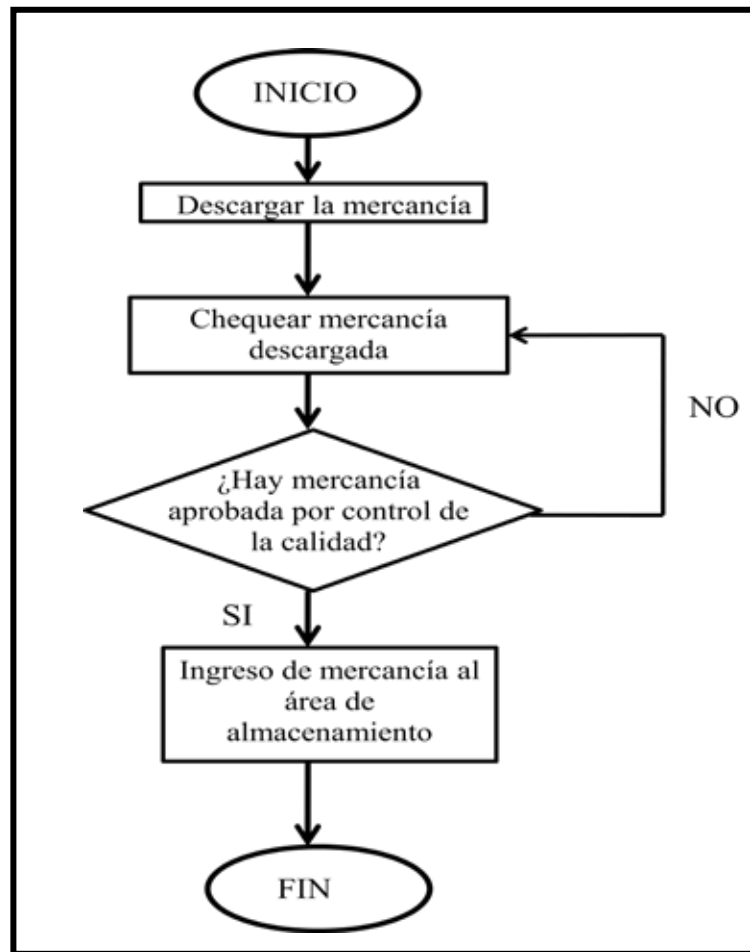 INICIO
Descargar la mercancía
Chequear mercancía
descargada
NO
¿Hay mercancía
aprobada por control de
la calidad?
SI
Ingreso de mercancía al
área de
almacenamiento
FIN